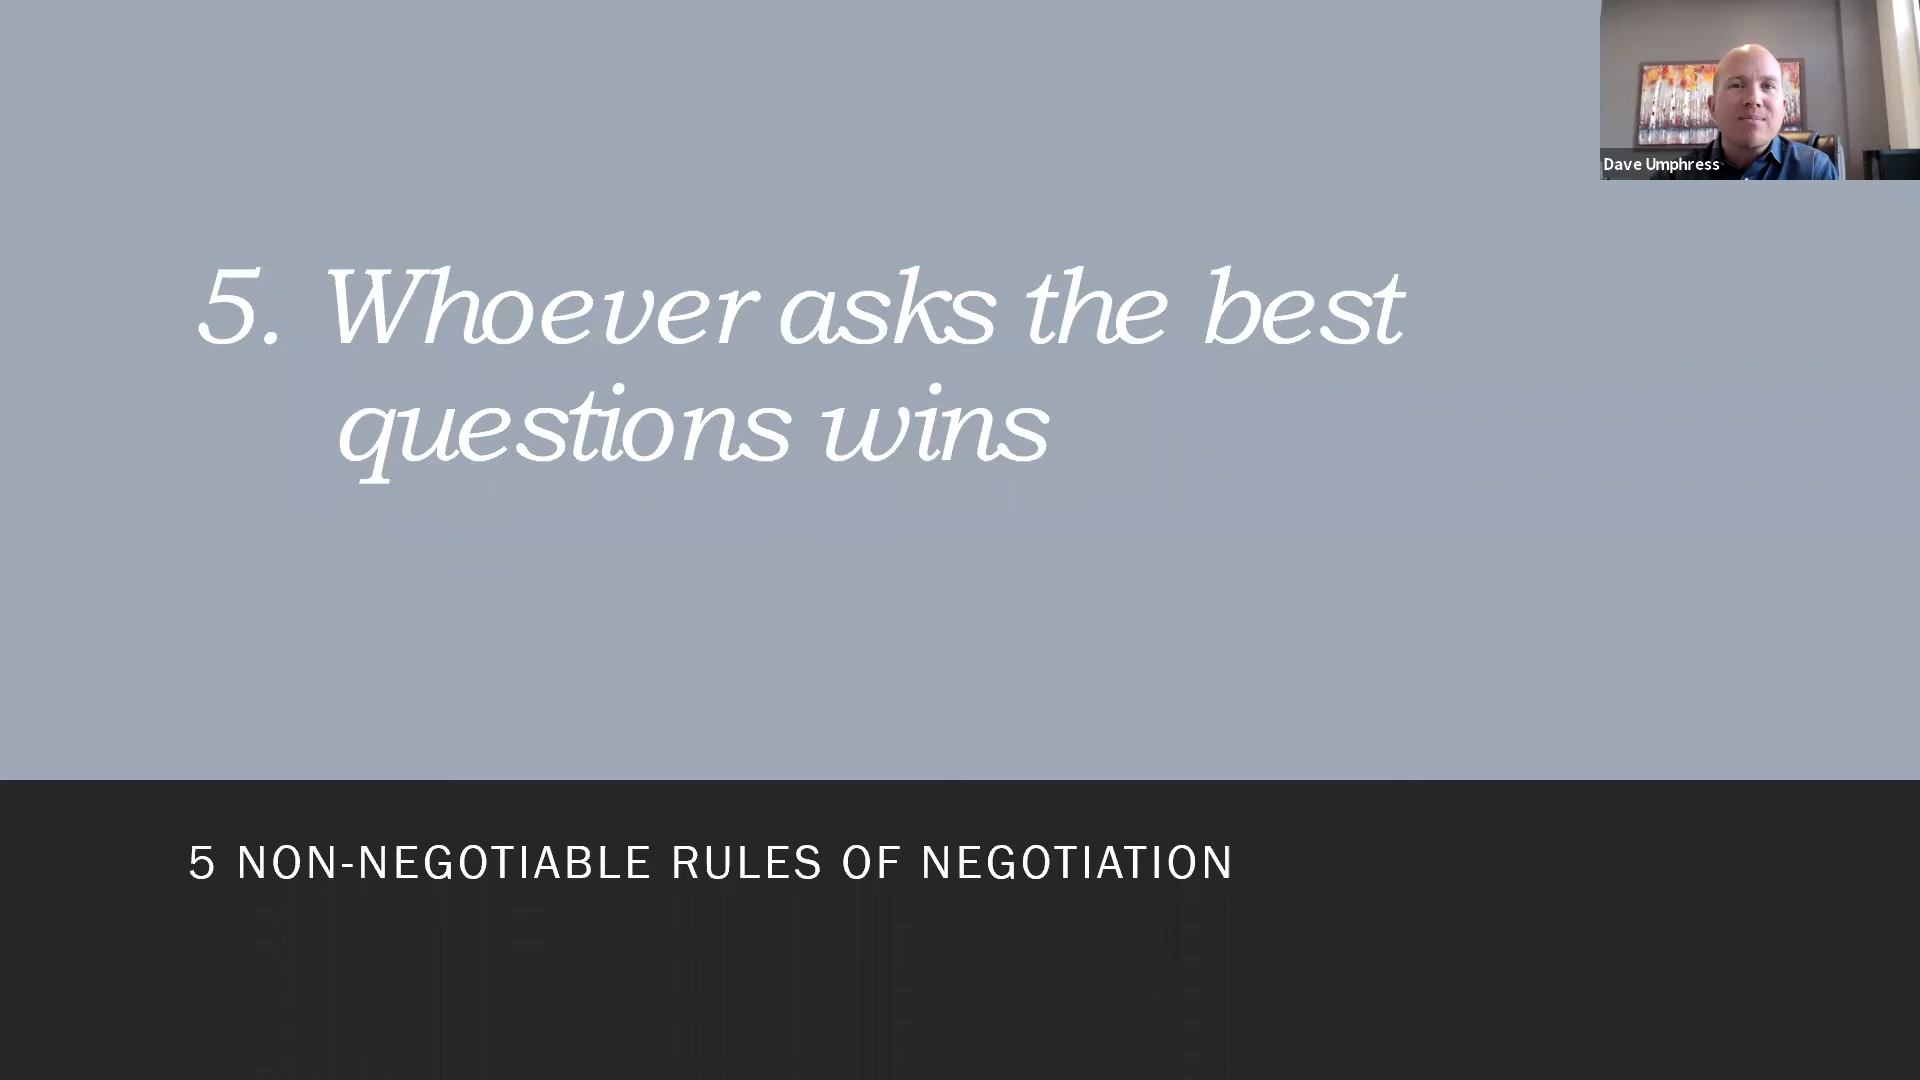 Dave Umphress
5. Whoever asks the best
questions wins
5 NON-NEGOTIABLE RULES OF NEGOTIATION